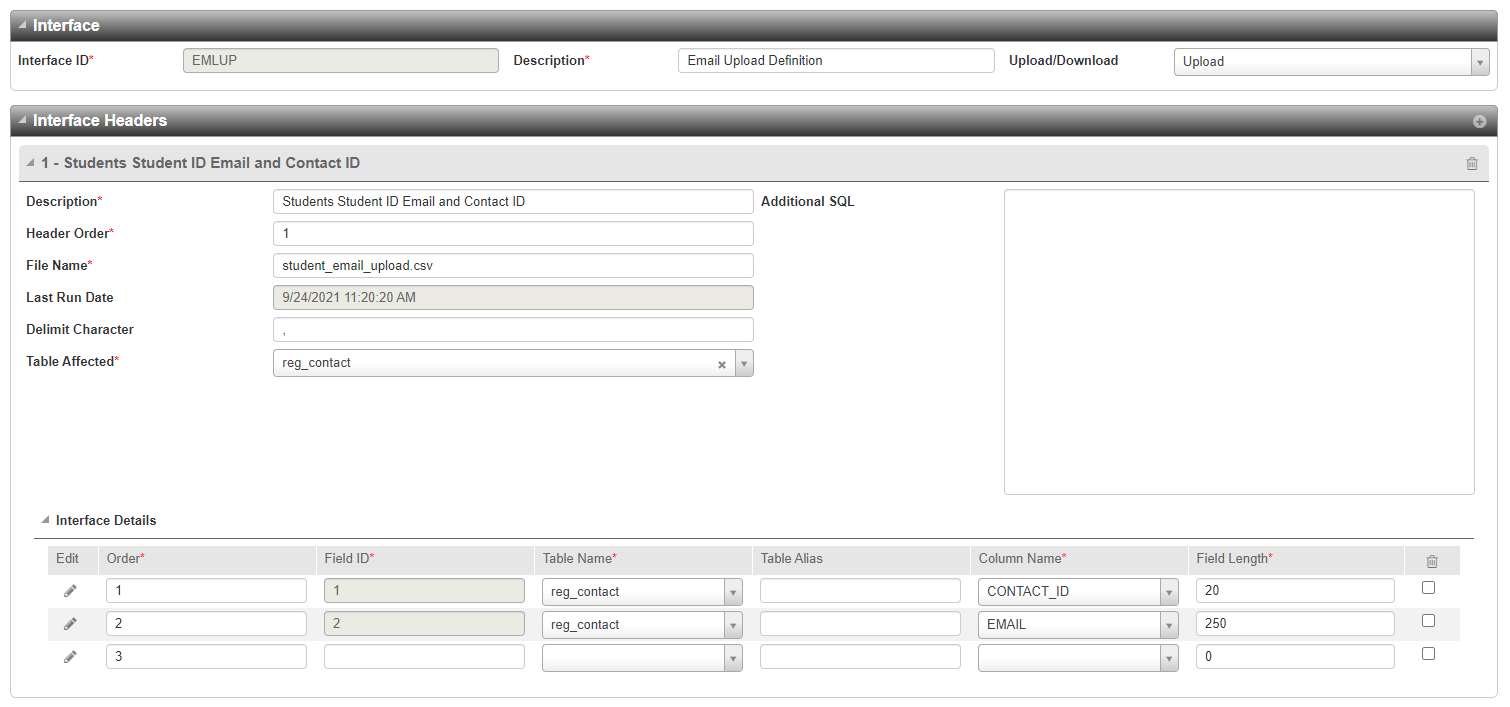 Interface
Interface ID* EMLUP Description* Email Upload Definition Upload/Download Upload
Interface Headers
1 - Students Student ID Email and Contact ID
Description* Students Student ID Email and Contact ID Additional SQL
Header Order* 1
File Name* student_email_upload.csv
Last Run Date 9/24/2021 11:20:20 AM
Delimit Character ,
Table Affected* reg_contact
Interface Details
Edit Order* Field ID* Table Name* Table Alias Column Name* Field Length*
1 1 reg_contact CONTACT_ID 20
2 2 reg_contact EMAIL 250
3 0